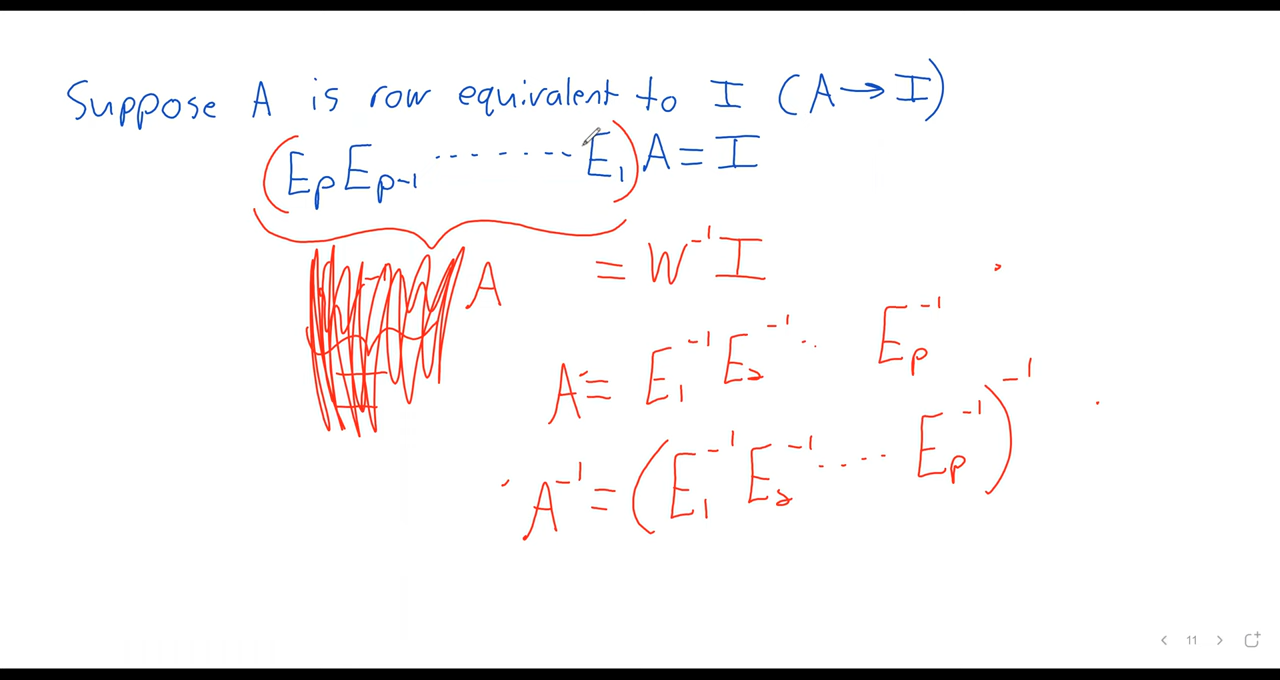 Suppose A is row equivalent to I (A→I)
(E_p E_{p-1} -------- E_1) A = I
A = W^{-1} I
A = E_1^{-1} E_2^{-1} .. E_p^{-1}
A^{-1} = (E_1^{-1} E_2^{-1} .... E_p^{-1})^{-1}
< 11 >